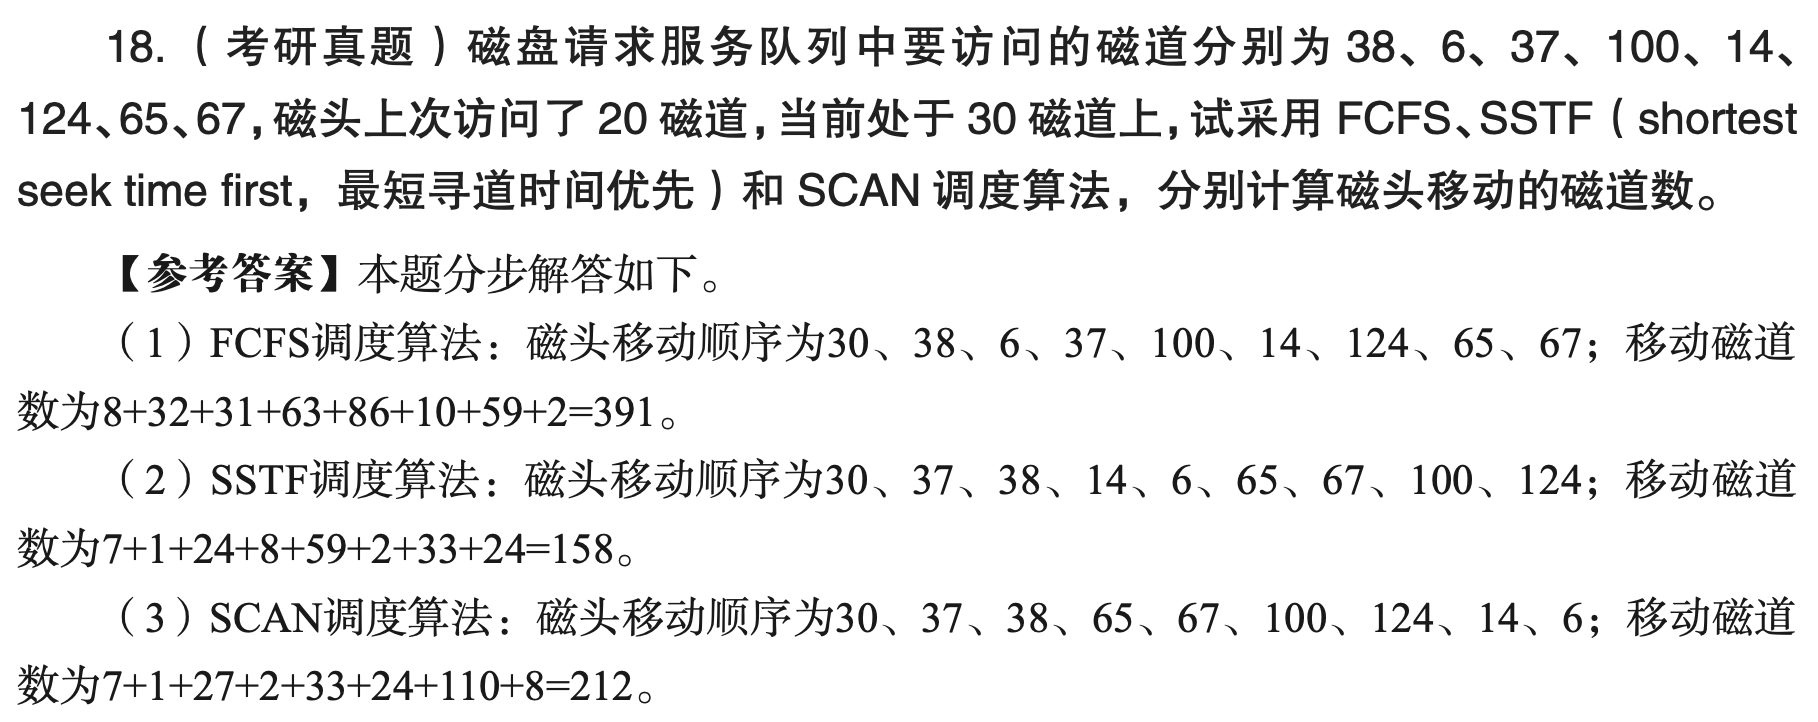 18.（考研真题）磁盘请求服务队列中要访问的磁道分别为 38、6、37、100、14、
124、65、67，磁头上次访问了 20 磁道，当前处于 30 磁道上，试采用 FCFS、SSTF（shortest
seek time first，最短寻道时间优先）和 SCAN 调度算法，分别计算磁头移动的磁道数。
【参考答案】本题分步解答如下。
（1）FCFS调度算法：磁头移动顺序为30、38、6、37、100、14、124、65、67；移动磁道
数为8+32+31+63+86+10+59+2=391。
（2）SSTF调度算法：磁头移动顺序为30、37、38、14、6、65、67、100、124；移动磁道
数为7+1+24+8+59+2+33+24=158。
（3）SCAN调度算法：磁头移动顺序为30、37、38、65、67、100、124、14、6；移动磁道
数为7+1+27+2+33+24+110+8=212。